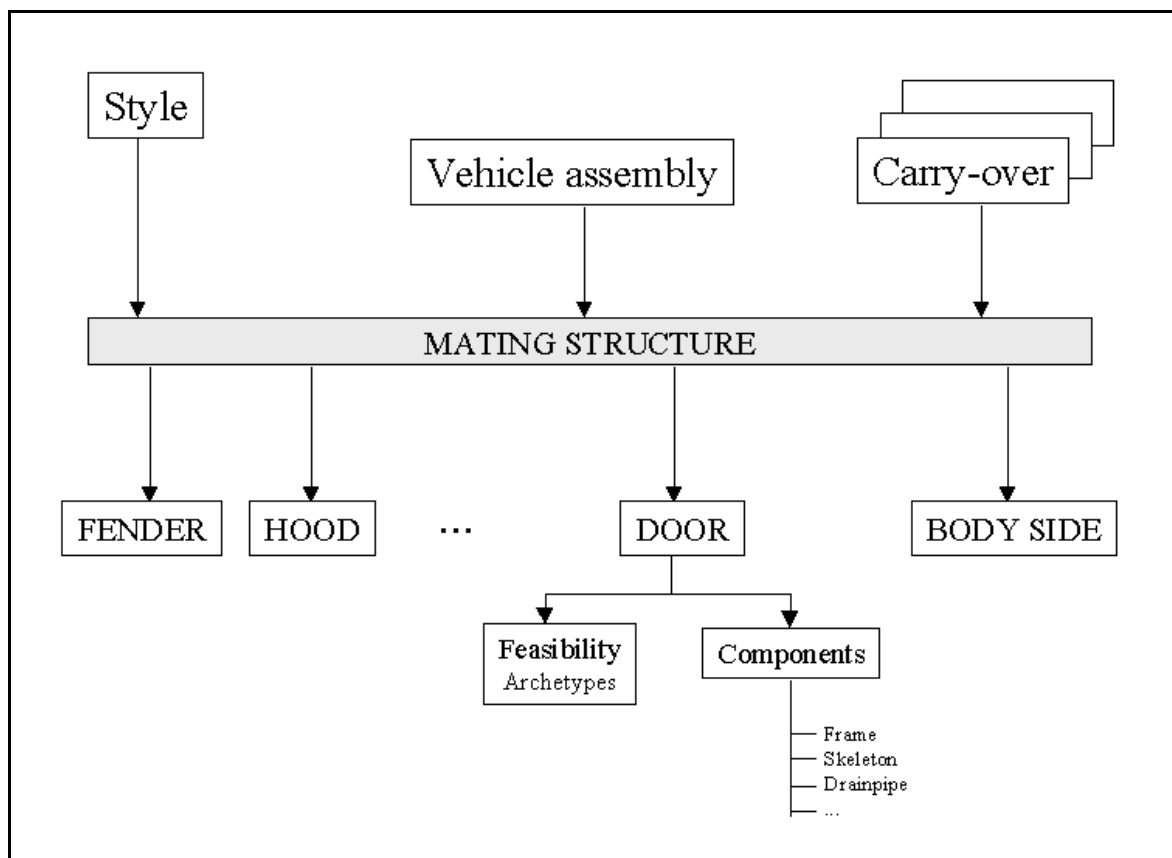 Style
Vehicle assembly
Carry-over
MATING STRUCTURE
FENDER
HOOD
...
DOOR
BODY SIDE
Feasibility
Archetypes
Components
Frame
Skeleton
Drainpipe
...